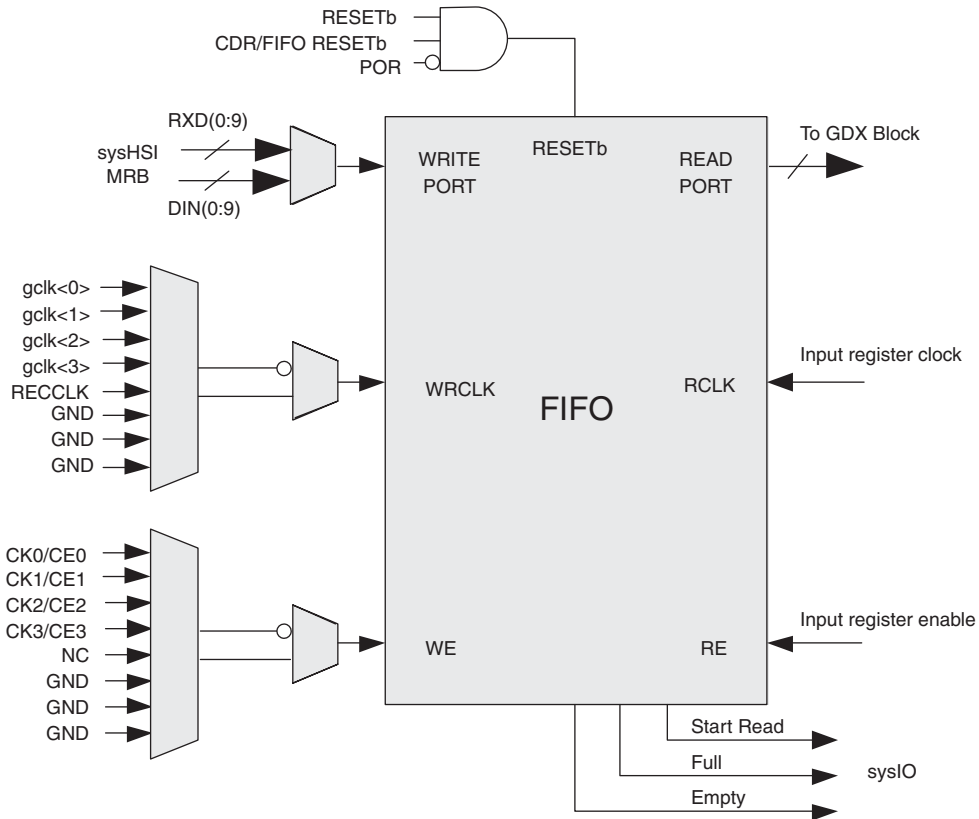 RESETb
CDR/FIFO RESETb
POR
RXD(0:9)
sysHSI
MRB
DIN(0:9)
WRITE
PORT
RESETb
READ
PORT
To GDX Block
gclk<0>
gclk<1>
gclk<2>
gclk<3>
RECCLK
GND
GND
GND
WRCLK
FIFO
RCLK
Input register clock
CK0/CE0
CK1/CE1
CK2/CE2
CK3/CE3
NC
GND
GND
GND
WE
RE
Input register enable
Start Read
Full
Empty
sysIO